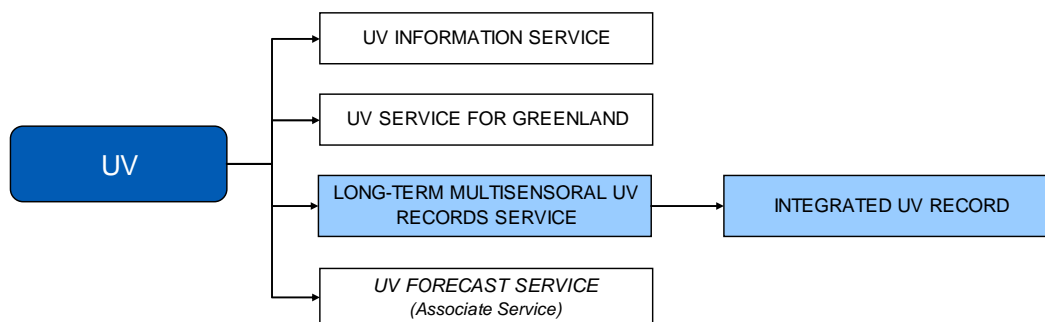 UV INFORMATION SERVICE
UV SERVICE FOR GREENLAND
UV
LONG-TERM MULTISENSORAL UV
RECORDS SERVICE
INTEGRATED UV RECORD
UV FORECAST SERVICE
(Associate Service)